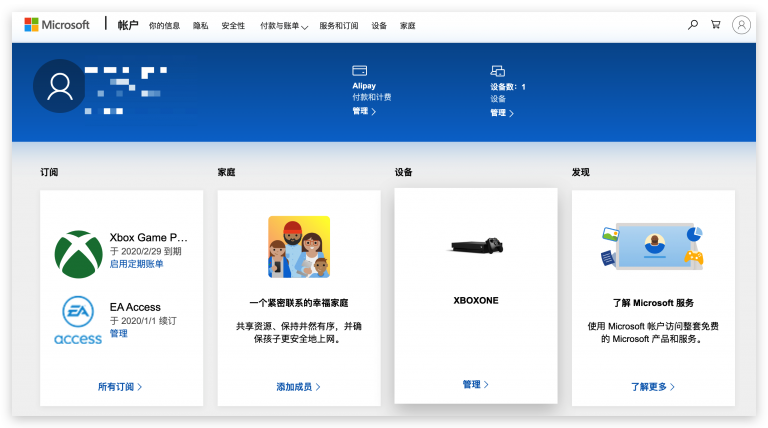 Microsoft 帐户 你的信息 隐私 安全性 付款与账单 服务和订阅 设备 家庭
Alipay
付款和计费
管理
设备数: 1
设备
管理
订阅
Xbox Game P...
于 2020/2/29 到期
启用定期账单
EA
access
EA Access
于 2020/1/1 续订
管理
所有订阅
家庭
一个紧密联系的幸福家庭
共享资源、保持井然有序，并确
保孩子更安全地上网。
添加成员
设备
XBOXONE
管理
发现
了解 Microsoft 服务
使用 Microsoft 帐户访问整套免费
的 Microsoft 产品和服务。
了解更多